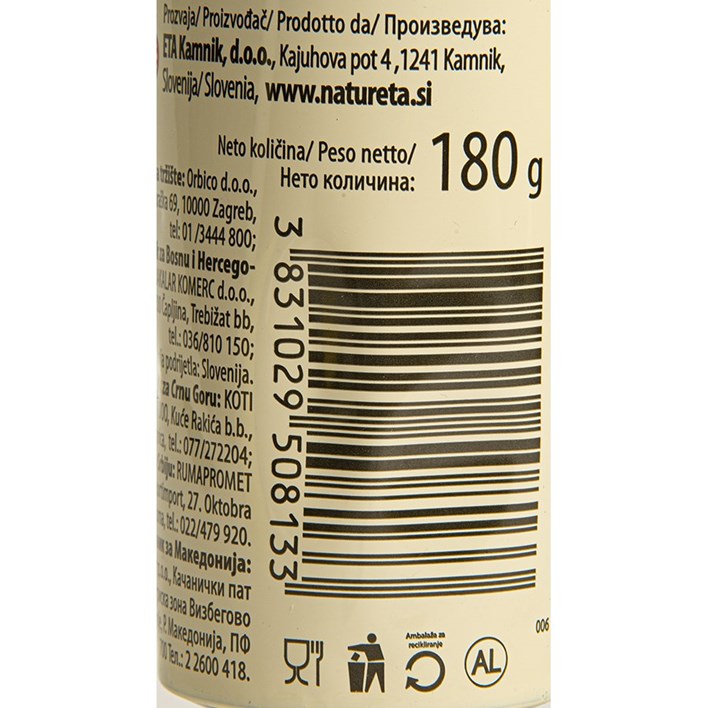 Prozvaja/ Proizvođač/ Prodotto da/ Произведува:
ETA Kamnik, d.o.o., Kajuhova pot 4 ,1241 Kamnik,
Slovenija/ Slovenia, www.natureta.si
Neto količina/ Peso netto/
Нето количина: 180 g
tržište: Orbico d.o.o.,
69, 10000 Zagreb,
tel: 01 /3444 800;
za Bosnu i Hercego-
KOMERC d.o.o.,
Čapljina, Trebižat bb,
tel.: 036/810 150;
podrijetla: Slovenija.
za Crnu Goru: KOTI
Kuće Rakića b.b.,
tel.: 077/272204;
RUMAPROMET
27. Oktobra
tel.: 022/479 920.
за Македонија:
Качанички пат
зона Визбегово
Р. Македонија, ПФ
Тел.: 2 2600 418.
3 831029 508133
Ambalaža za
recikliranje
AL
006